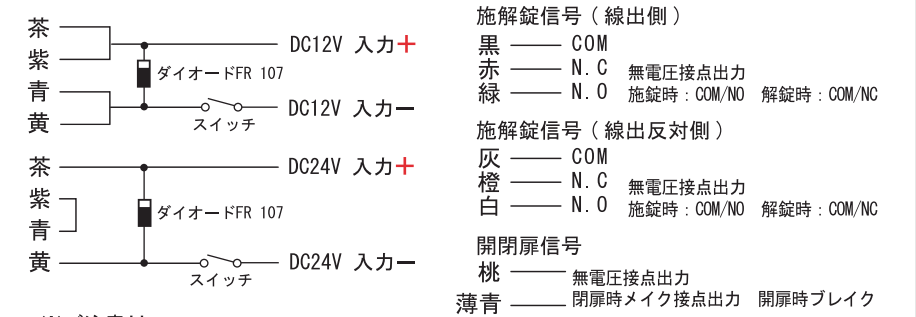 茶
紫
青
黄
DC12V 入力+
ダイオードFR 107
DC12V 入力−
スイッチ
茶
紫
青
黄
DC24V 入力+
ダイオードFR 107
DC24V 入力−
スイッチ
施解錠信号(線出側)
黒 COM
赤 N.C 無電圧接点出力
緑 N.O 施錠時:COM/NO 解錠時:COM/NC
施解錠信号(線出反対側)
灰 COM
橙 N.C 無電圧接点出力
白 N.O 施錠時:COM/NO 解錠時:COM/NC
開閉扉信号
桃 無電圧接点出力
薄青 閉扉時メイク接点出力 開扉時ブレイク